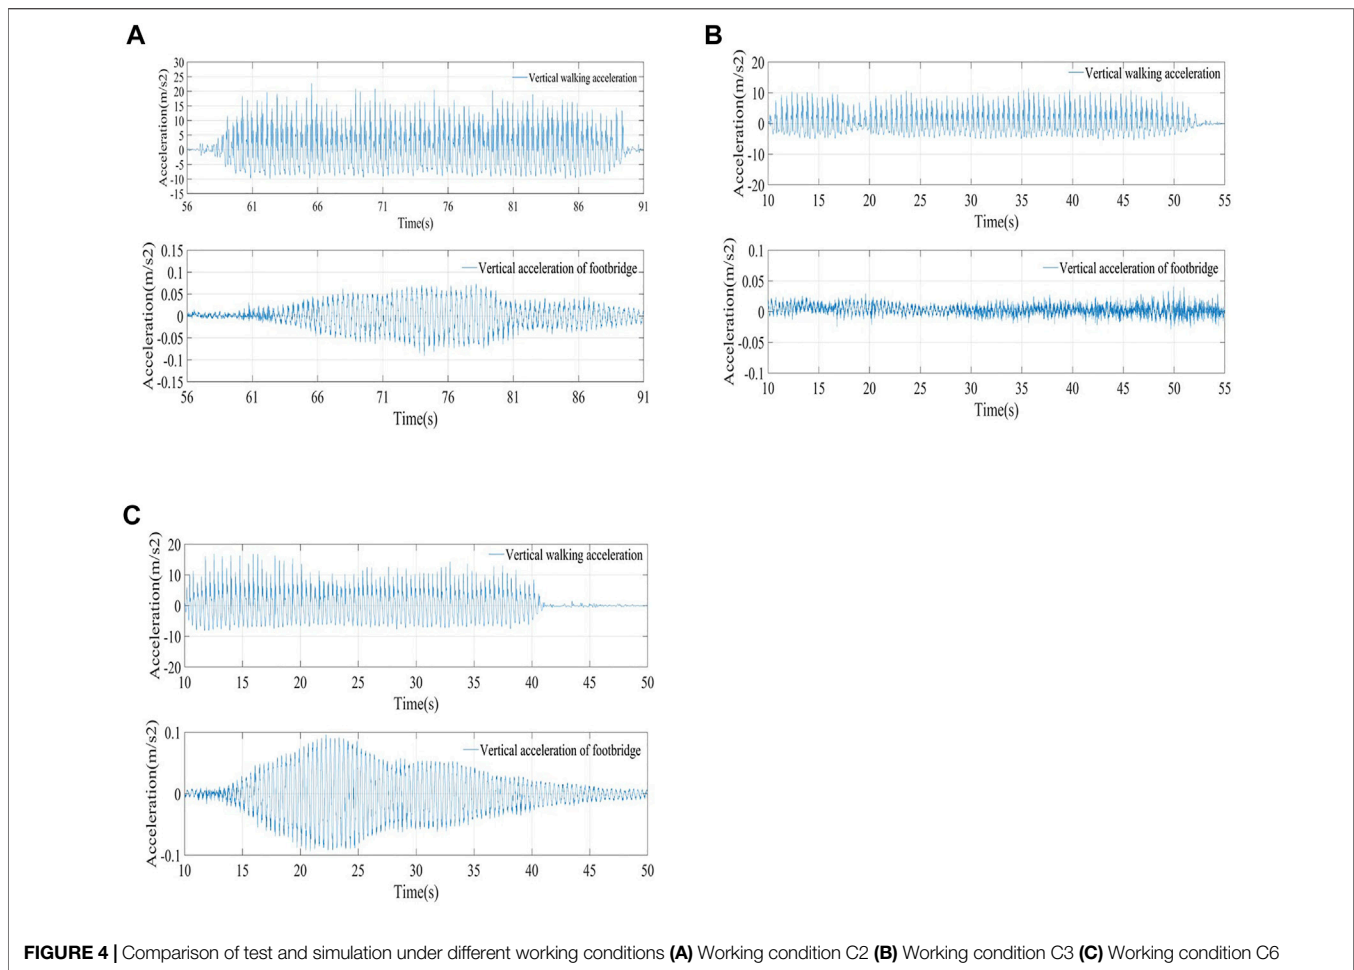 A
30
25
20
15
10
5
0
-5
-10
-15
Acceleration(m/s2)
Vertical walking acceleration
56 61 66 71 76 81 86 91
Time(s)
0.15
0.1
0.05
0
-0.05
-0.1
-0.15
Acceleration(m/s2)
Vertical acceleration of footbridge
56 61 66 71 76 81 86 91
Time(s)
B
20
10
0
-10
-20
Acceleration(m/s2)
Vertical walking acceleration
10 15 20 25 30 35 40 45 50 55
Time(s)
0.1
0.05
0
-0.05
-0.1
Acceleration(m/s2)
Vertical acceleration of footbridge
10 15 20 25 30 35 40 45 50 55
Time(s)
C
20
10
0
-10
-20
Acceleration(m/s2)
Vertical walking acceleration
10 15 20 25 30 35 40 45 50
Time(s)
0.1
0
-0.1
Acceleration(m/s2)
Vertical acceleration of footbridge
10 15 20 25 30 35 40 45 50
Time(s)
FIGURE 4 | Comparison of test and simulation under different working conditions (A) Working condition C2 (B) Working condition C3 (C) Working condition C6